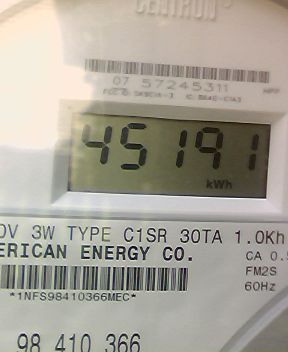 CENTRON
07 57245311
45191
kWh
0V 3W TYPE C1SR 30TA 1.0Kh
ERICAN ENERGY CO.
CA 0.5
*1NFS98410366MEC*
FM2S
60Hz
98 410 366